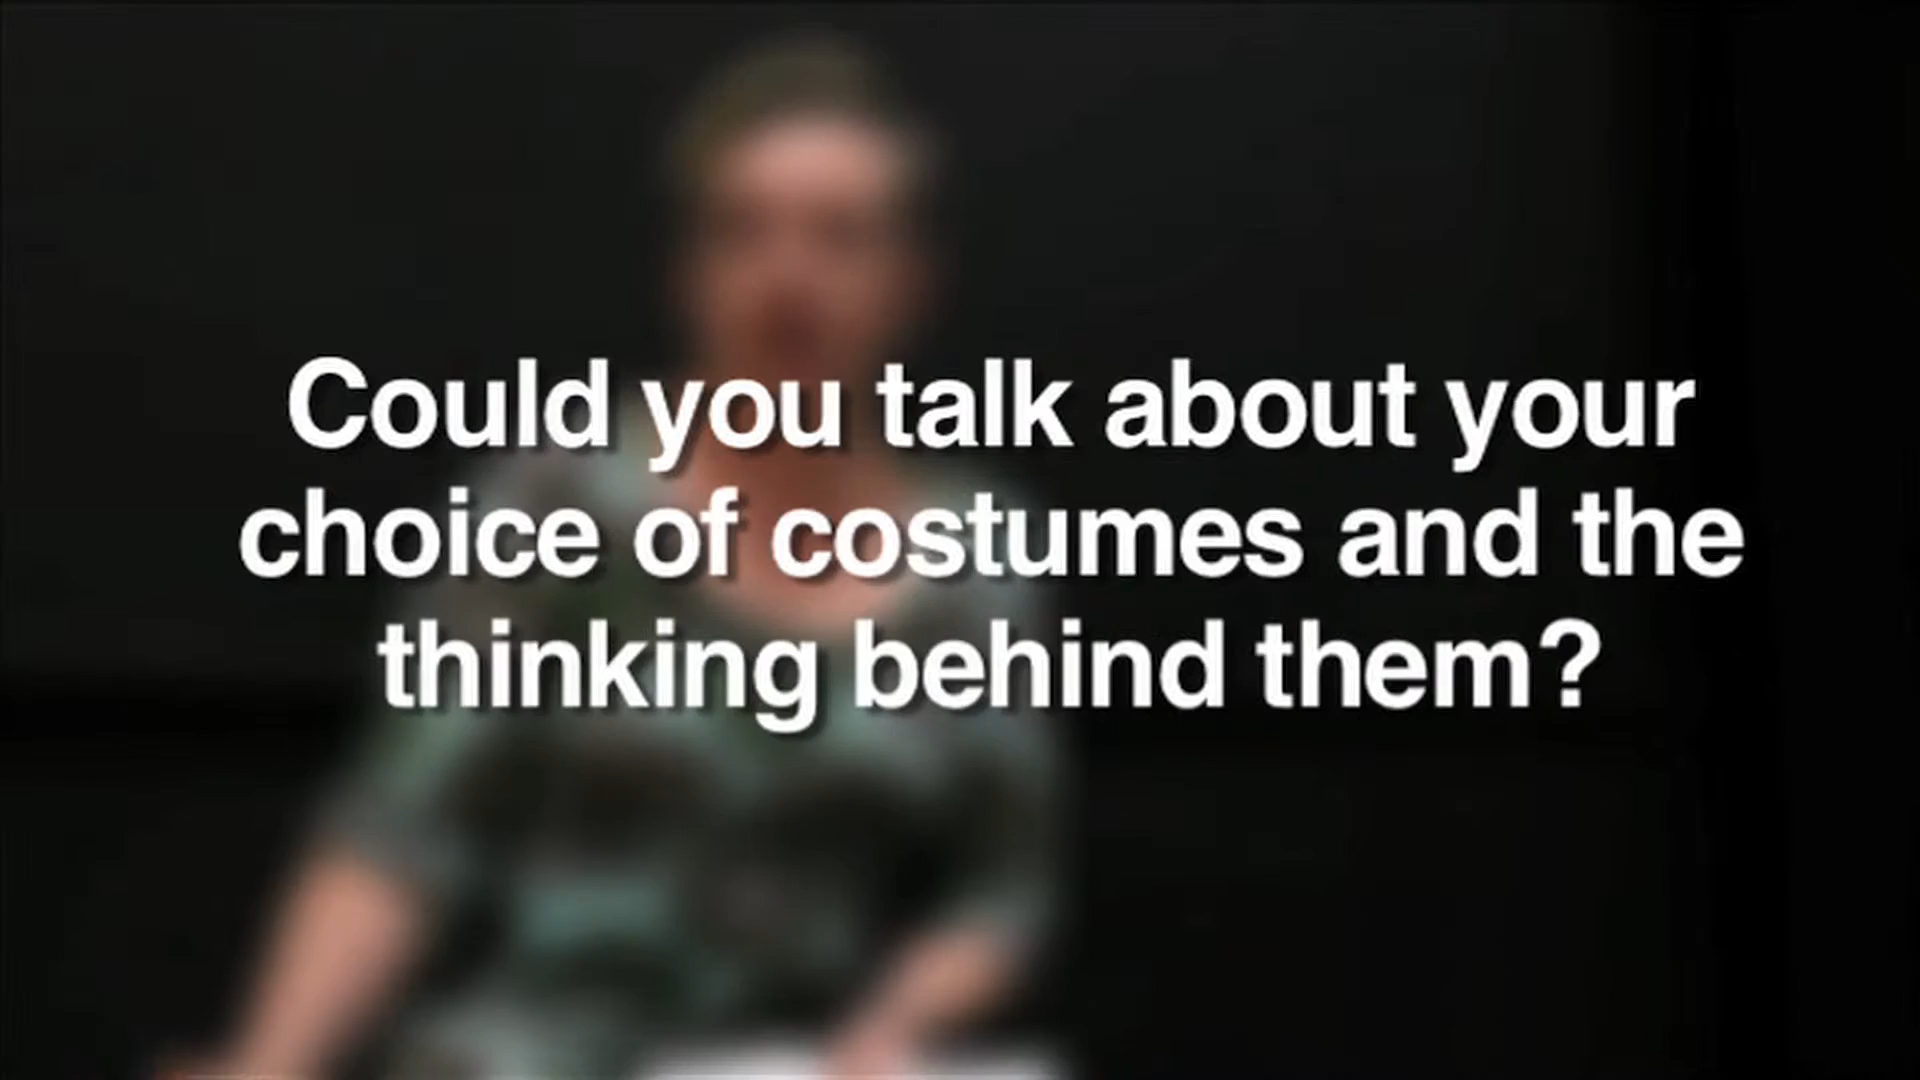 Could you talk about your
choice of costumes and the
thinking behind them?